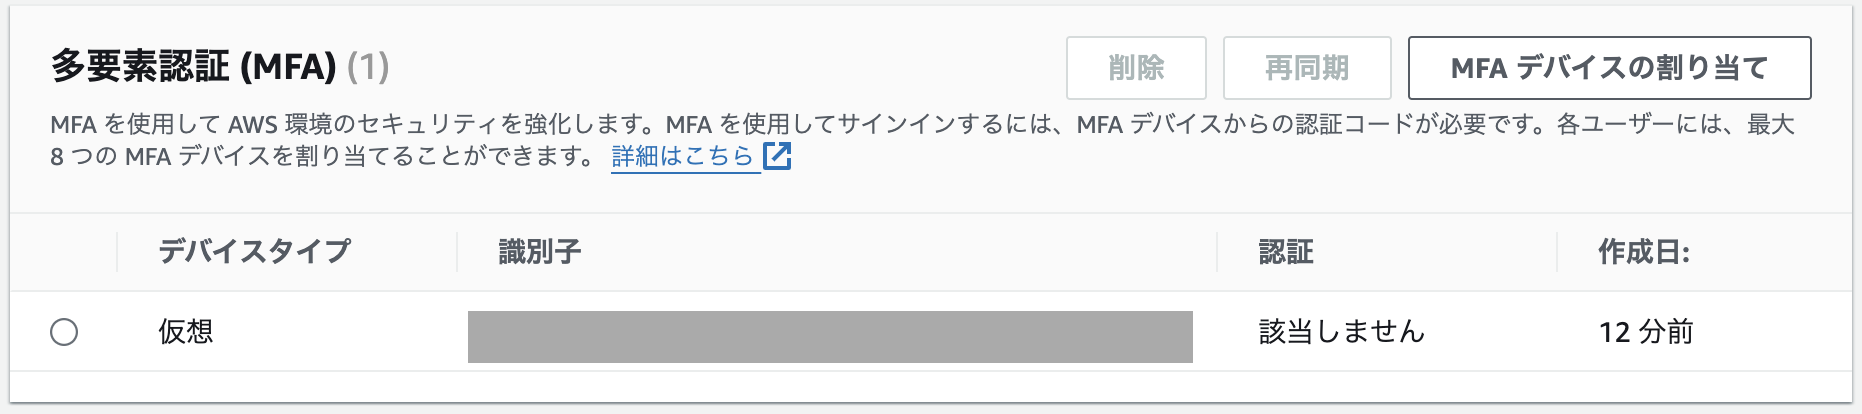 多要素認証 (MFA) (1)
削除
再同期
MFA デバイスの割り当て
MFA を使用して AWS 環境のセキュリティを強化します。MFA を使用してサインインするには、MFA デバイスからの認証コードが必要です。各ユーザーには、最大
8 つの MFA デバイスを割り当てることができます。 詳細はこちら
デバイスタイプ
識別子
認証
作成日:
仮想
該当しません
12 分前